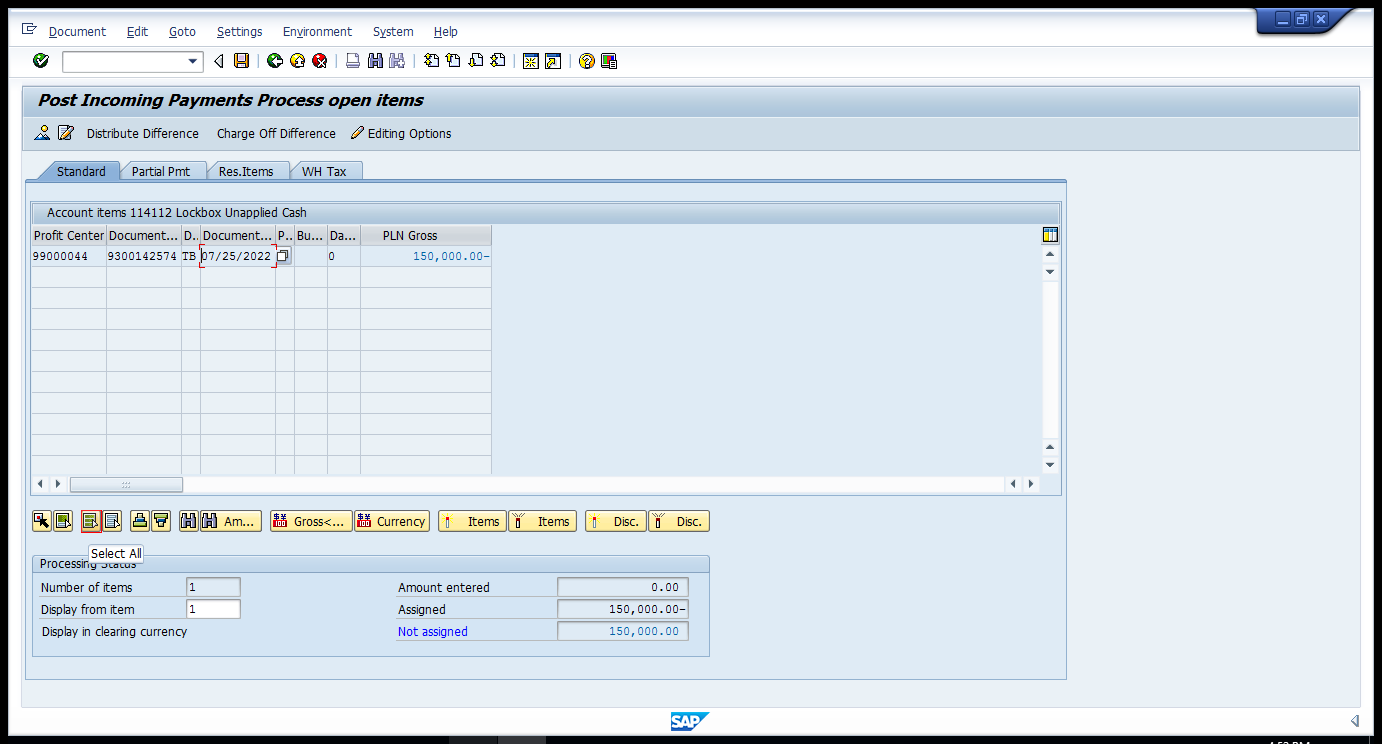 Document Edit Goto Settings Environment System Help
Post Incoming Payments Process open items
Distribute Difference Charge Off Difference Editing Options
Standard Partial Pmt Res.Items WH Tax
Account items 114112 Lockbox Unapplied Cash
Profit Center Document... D.. Document... P.. Bu... Da... PLN Gross
99000044 9300142574 TB 07/25/2022 0 150,000.00-
Am... Gross<... Currency Items Items Disc. Disc.
Select All
Processing Status
Number of items 1 Amount entered 0.00
Display from item 1 Assigned 150,000.00-
Display in clearing currency Not assigned 150,000.00
SAP